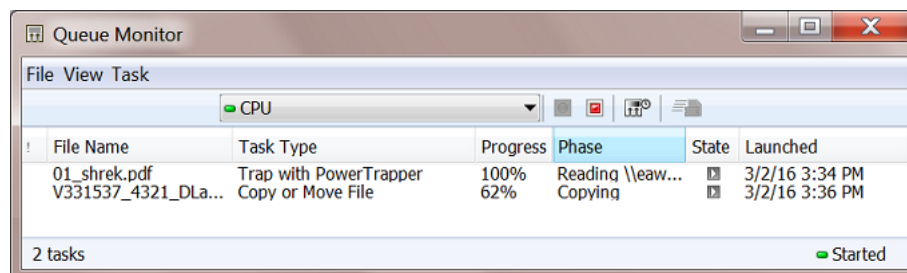 Queue Monitor
File View Task
CPU
! File Name Task Type Progress Phase State Launched
01_shrek.pdf Trap with PowerTrapper 100% Reading \\eaw... 3/2/16 3:34 PM
V331537_4321_DLa... Copy or Move File 62% Copying 3/2/16 3:36 PM
2 tasks Started